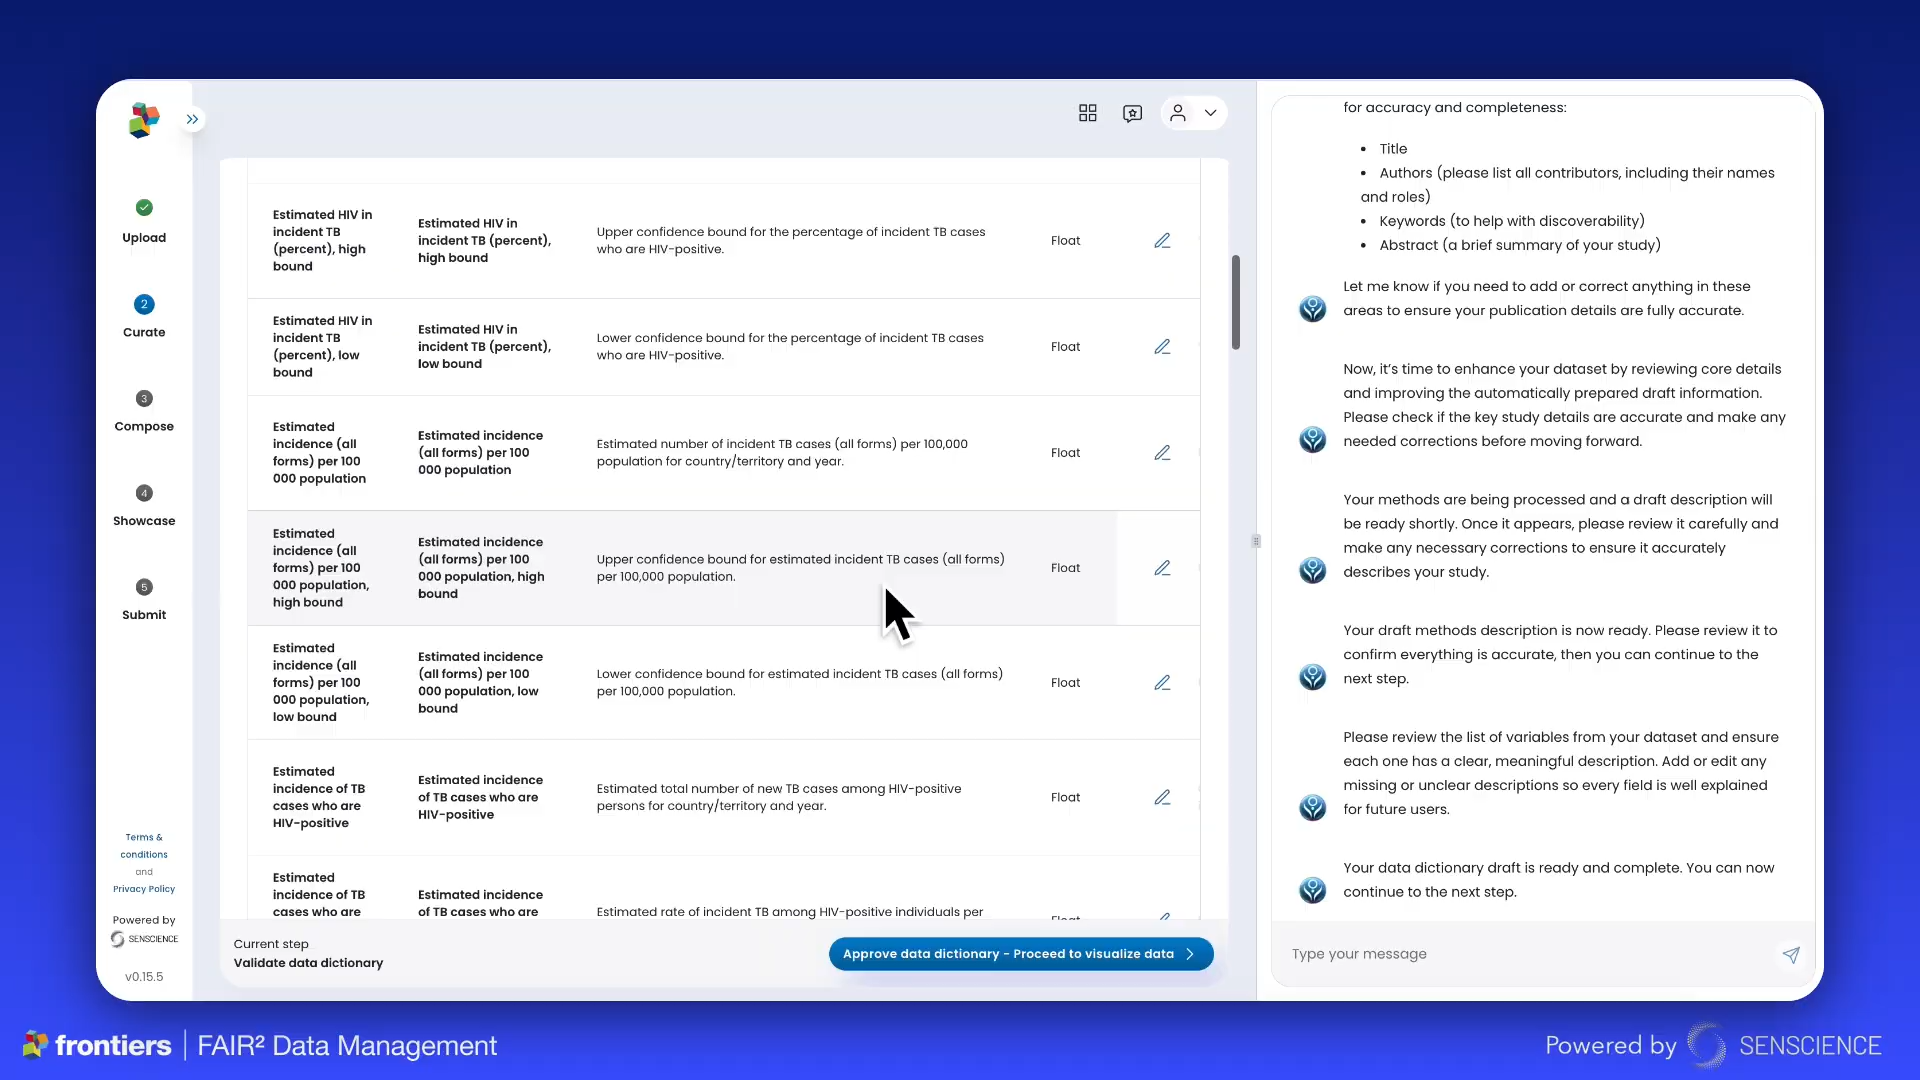 Upload
2
Curate
3
Compose
4
Showcase
5
Submit
Terms &
conditions
and
Privacy Policy
Powered by
SENSCIENCE
v0.15.5
Estimated HIV in
incident TB
(percent), high
bound
Estimated HIV in
incident TB (percent),
high bound
Upper confidence bound for the percentage of incident TB cases
who are HIV-positive.
Float
Estimated HIV in
incident TB
(percent), low
bound
Estimated HIV in
incident TB (percent),
low bound
Lower confidence bound for the percentage of incident TB cases
who are HIV-positive.
Float
Estimated
incidence (all
forms) per 100
000 population
Estimated incidence
(all forms) per 100
000 population
Estimated number of incident TB cases (all forms) per 100,000
population for country/territory and year.
Float
Estimated
incidence (all
forms) per 100
000 population,
high bound
Estimated incidence
(all forms) per 100
000 population, high
bound
Upper confidence bound for estimated incident TB cases (all forms)
per 100,000 population.
Float
Estimated
incidence (all
forms) per 100
000 population,
low bound
Estimated incidence
(all forms) per 100
000 population, low
bound
Lower confidence bound for estimated incident TB cases (all forms)
per 100,000 population.
Float
Estimated
incidence of TB
cases who are
HIV-positive
Estimated incidence
of TB cases who are
HIV-positive
Estimated total number of new TB cases among HIV-positive
persons for country/territory and year.
Float
Estimated
incidence of TB
cases who are
Estimated incidence
of TB cases who are
Estimated rate of incident TB among HIV-positive individuals per
Float
Current step
Validate data dictionary
Approve data dictionary - Proceed to visualize data
for accuracy and completeness:
• Title
• Authors (please list all contributors, including their names
and roles)
• Keywords (to help with discoverability)
• Abstract (a brief summary of your study)
Let me know if you need to add or correct anything in these
areas to ensure your publication details are fully accurate.
Now, it's time to enhance your dataset by reviewing core details
and improving the automatically prepared draft information.
Please check if the key study details are accurate and make any
needed corrections before moving forward.
Your methods are being processed and a draft description will
be ready shortly. Once it appears, please review it carefully and
make any necessary corrections to ensure it accurately
describes your study.
Your draft methods description is now ready. Please review it to
confirm everything is accurate, then you can continue to the
next step.
Please review the list of variables from your dataset and ensure
each one has a clear, meaningful description. Add or edit any
missing or unclear descriptions so every field is well explained
for future users.
Your data dictionary draft is ready and complete. You can now
continue to the next step.
Type your message
frontiers | FAIR² Data Management
Powered by SENSCIENCE